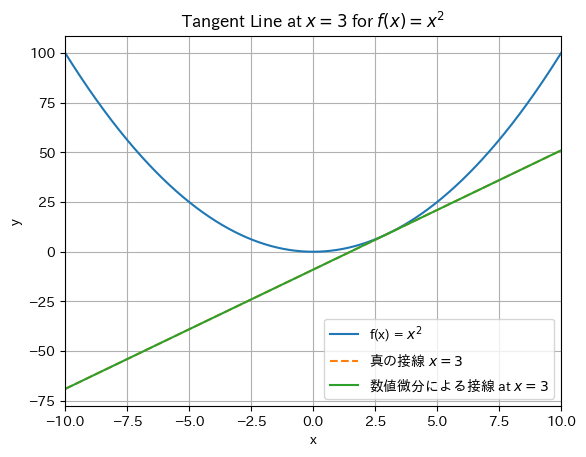 Tangent Line at x = 3 for f(x) = x²
100
75
50
25
0
−25
−50
−75
y
−10.0 −7.5 −5.0 −2.5 0.0 2.5 5.0 7.5 10.0
x
f(x) = x²
真の接線 x = 3
数値微分による接線 at x = 3